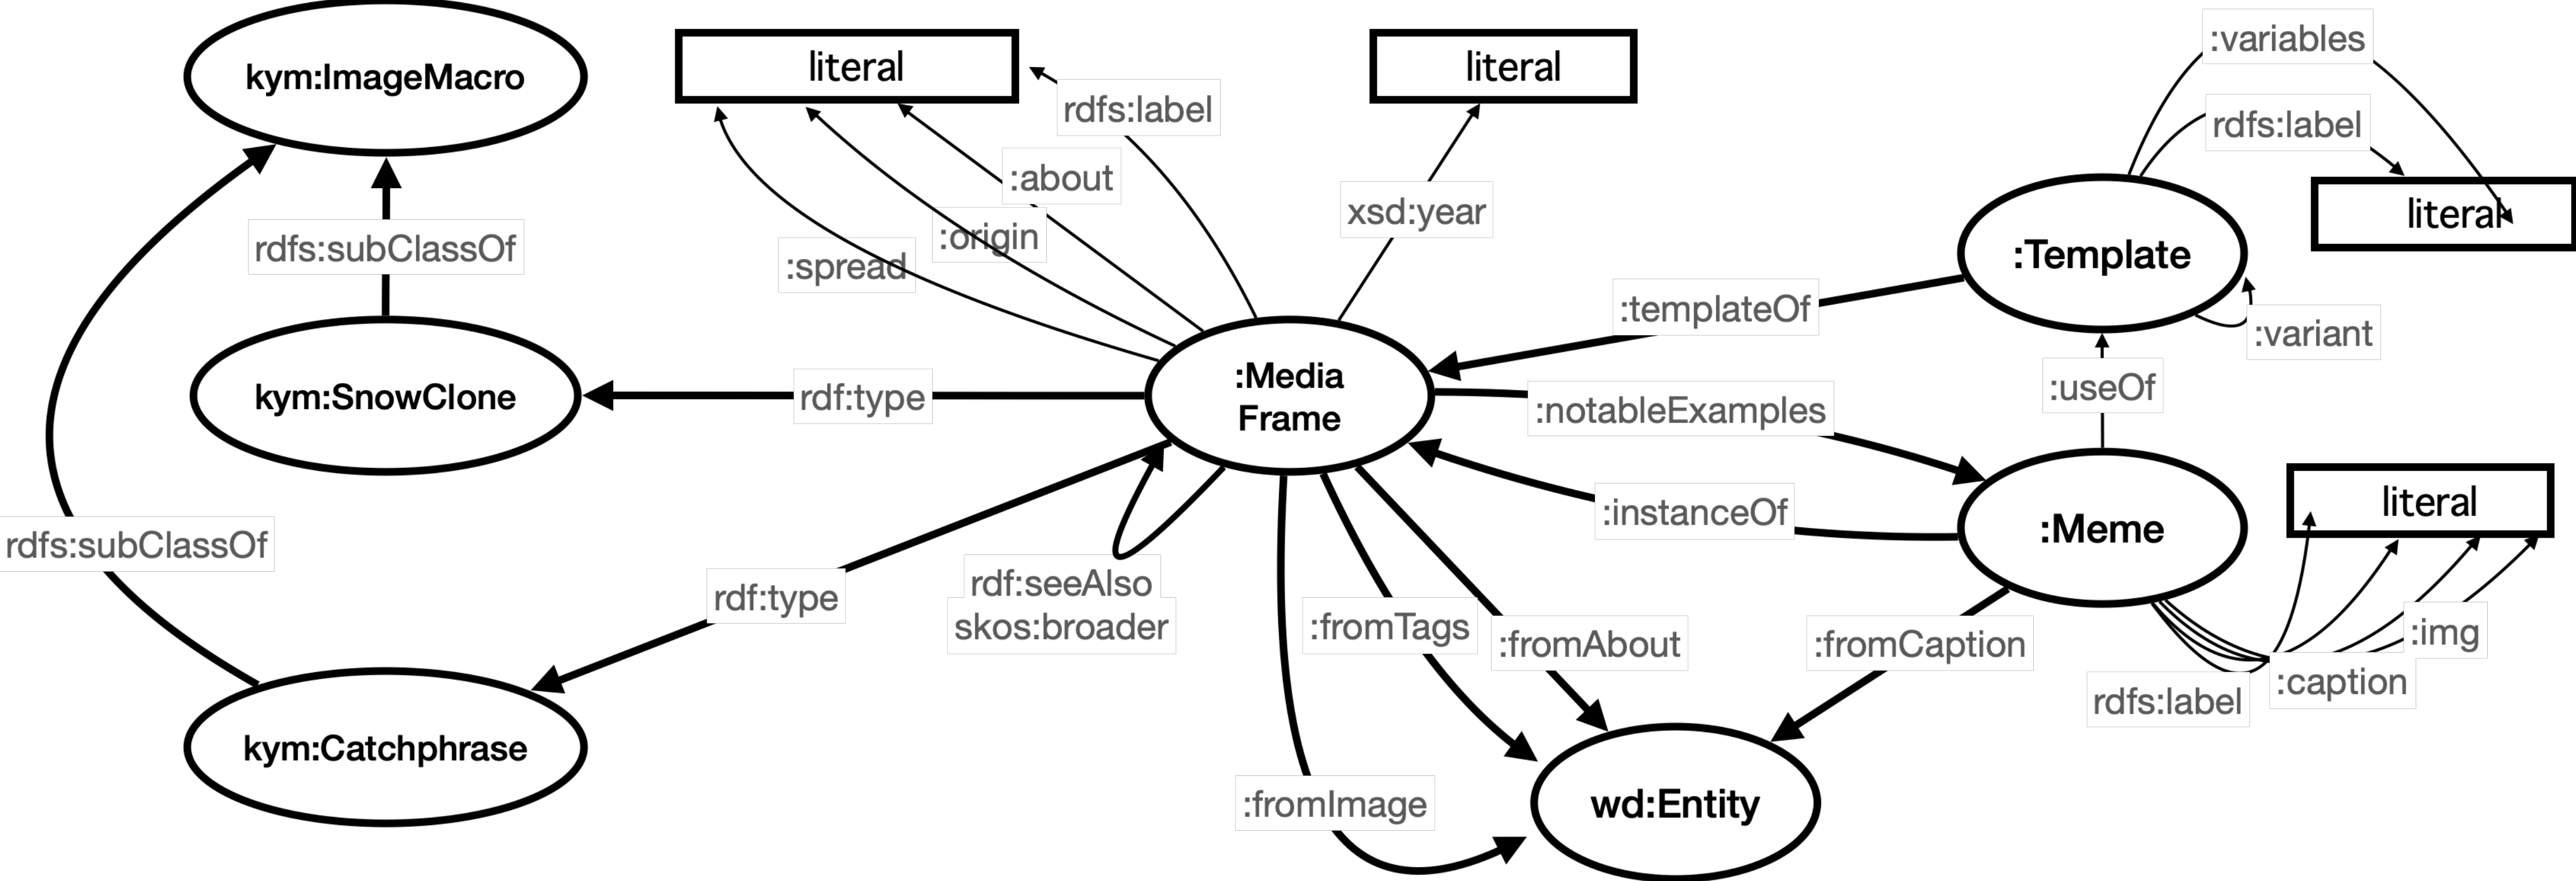 kym:ImageMacro
literal
literal
:variables
rdfs:label
rdfs:label
:about
:origin
:spread
xsd:year
literal
rdfs:subClassOf
:Template
:templateOf
:variant
kym:SnowClone
rdf:type
:Media
Frame
:notableExamples
:useOf
literal
:instanceOf
:Meme
rdfs:subClassOf
rdf:type
rdf:seeAlso
skos:broader
:fromTags
:fromAbout
:fromCaption
:img
:caption
rdfs:label
kym:Catchphrase
:fromImage
wd:Entity